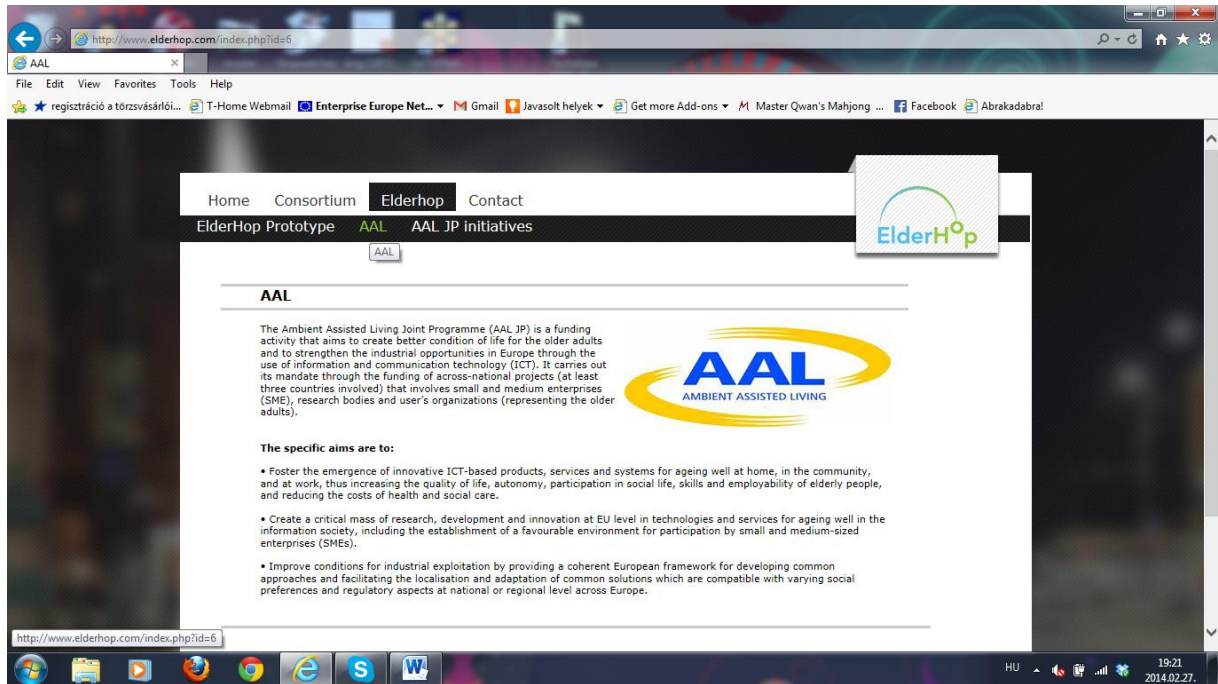 http://www.elderhop.com/index.php?id=6
AAL
File Edit View Favorites Tools Help
regisztráció a törzsvásárlói... T-Home Webmail Enterprise Europe Net... Gmail Javasolt helyek Get more Add-ons Master Qwan's Mahjong ... Facebook Abrakadabra!
Home Consortium Elderhop Contact
ElderHop Prototype AAL AAL JP initiatives
AAL
ElderHop
AAL
The Ambient Assisted Living Joint Programme (AAL JP) is a funding
activity that aims to create better condition of life for the older adults
and to strengthen the industrial opportunities in Europe through the
use of information and communication technology (ICT). It carries out
its mandate through the funding of across-national projects (at least
three countries involved) that involves small and medium enterprises
(SME), research bodies and user's organizations (representing the older
adults).
AAL
AMBIENT ASSISTED LIVING
The specific aims are to:
• Foster the emergence of innovative ICT-based products, services and systems for ageing well at home, in the community,
and at work, thus increasing the quality of life, autonomy, participation in social life, skills and employability of elderly people,
and reducing the costs of health and social care.
• Create a critical mass of research, development and innovation at EU level in technologies and services for ageing well in the
information society, including the establishment of a favourable environment for participation by small and medium-sized
enterprises (SMEs).
• Improve conditions for industrial exploitation by providing a coherent European framework for developing common
approaches and facilitating the localisation and adaptation of common solutions which are compatible with varying social
preferences and regulatory aspects at national or regional level across Europe.
http://www.elderhop.com/index.php?id=6
HU
19:21
2014.02.27.